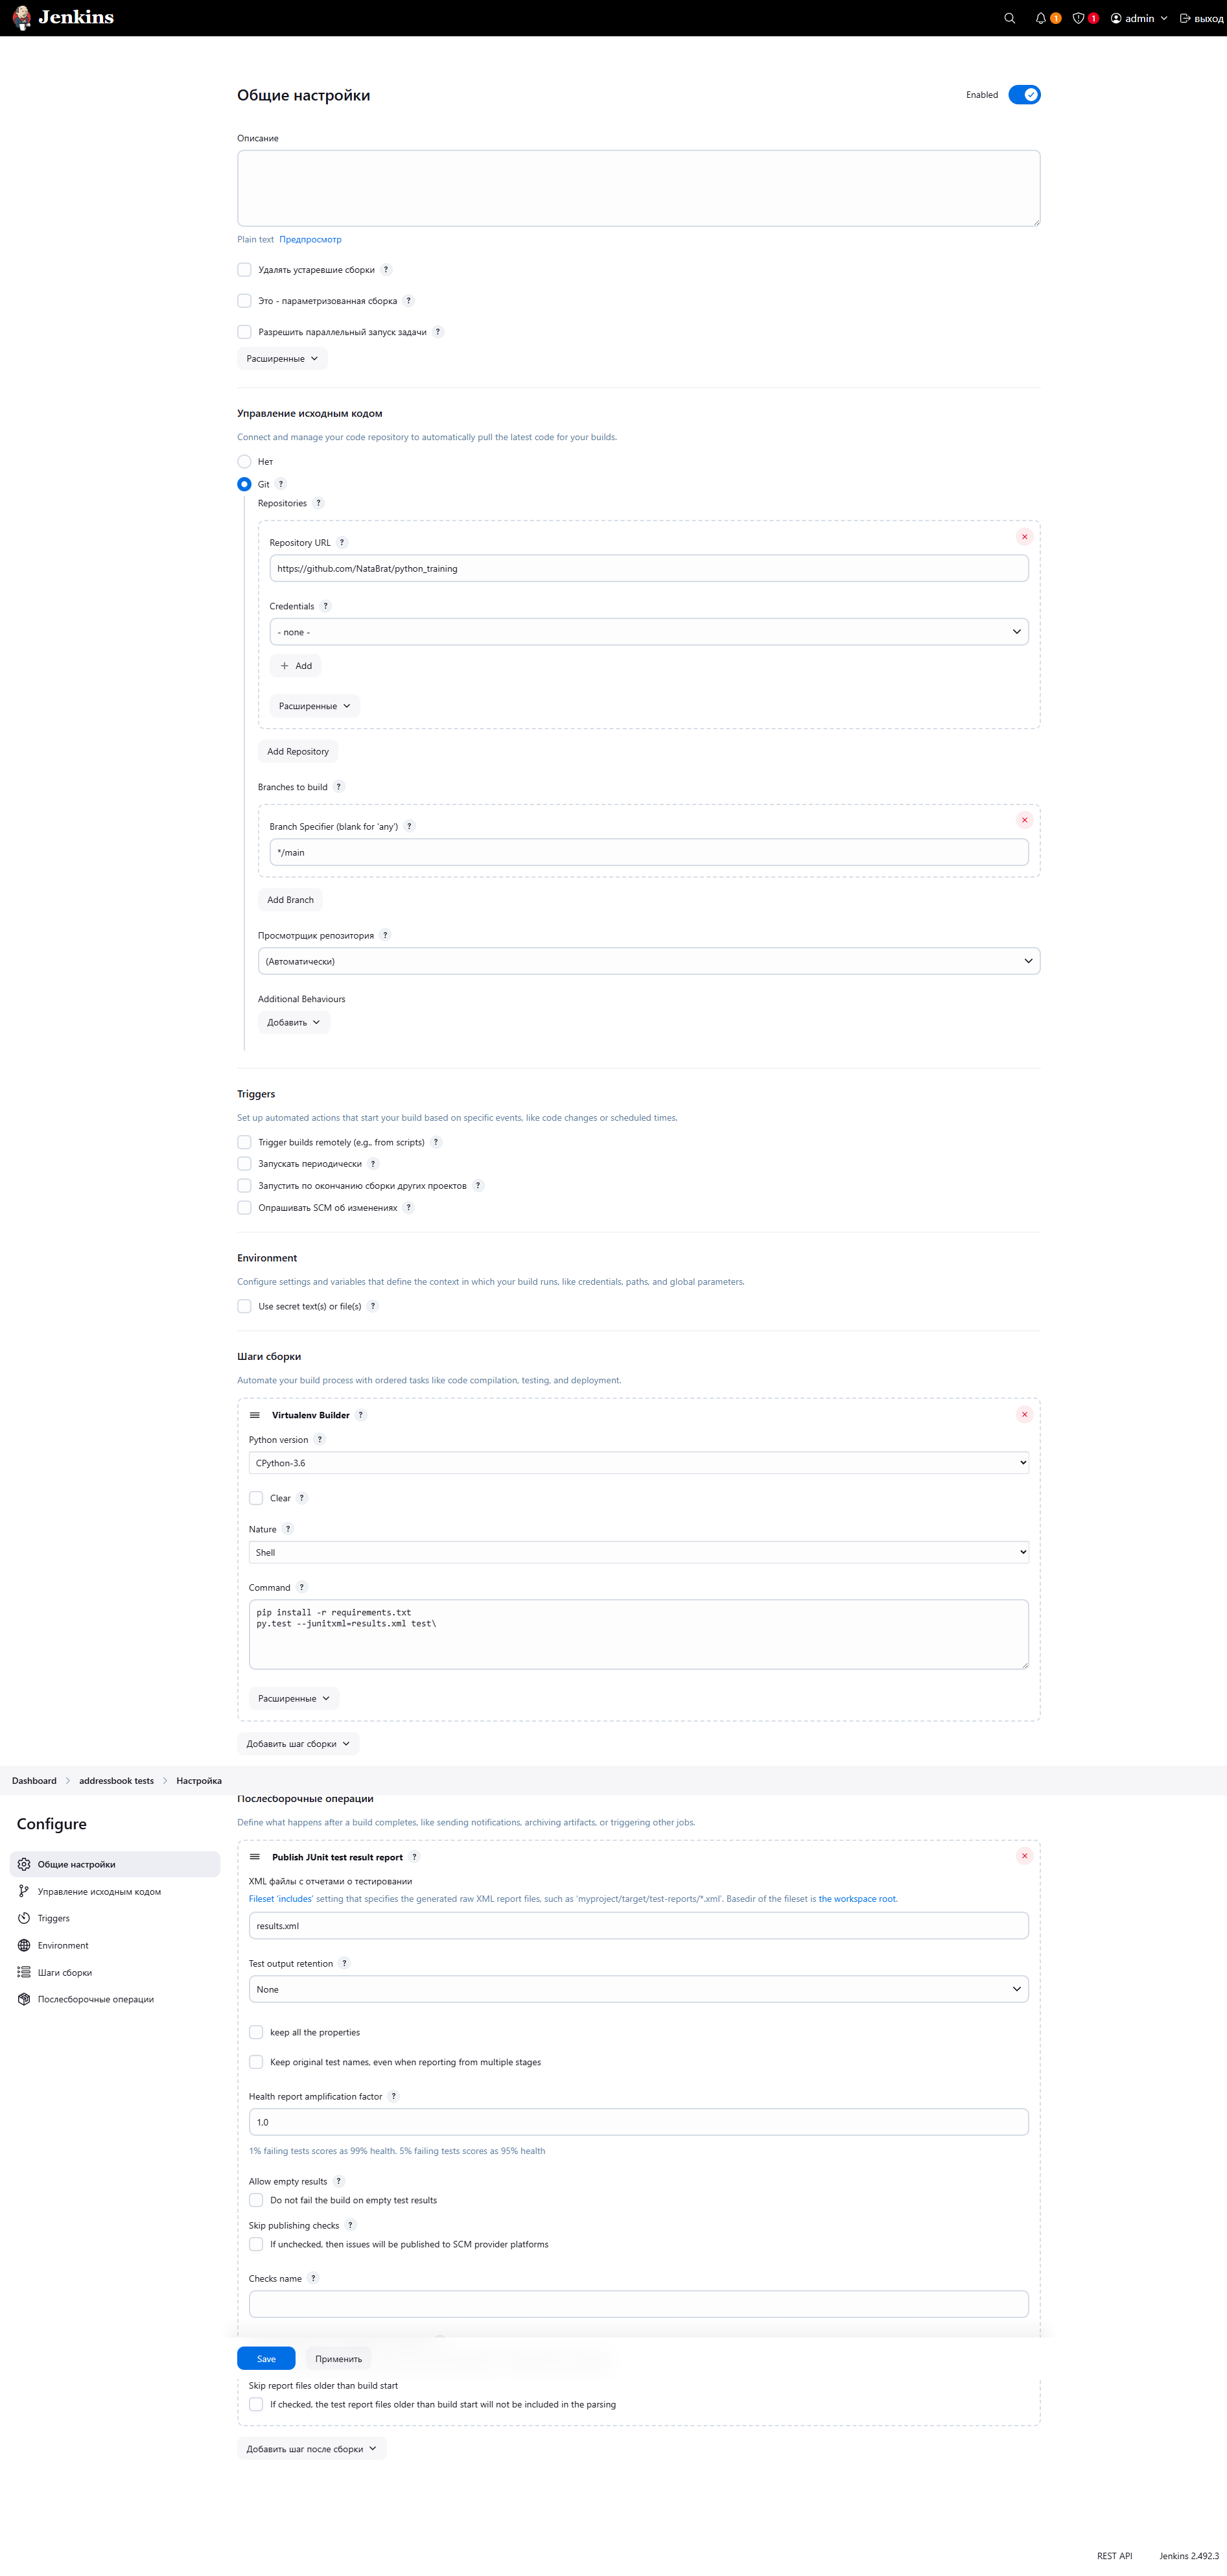 Jenkins
1
1
admin
выход
Общие настройки
Enabled
Описание
Plain text Предпросмотр
Удалять устаревшие сборки ?
Это - параметризованная сборка ?
Разрешить параллельный запуск задачи ?
Расширенные
Управление исходным кодом
Connect and manage your code repository to automatically pull the latest code for your builds.
Нет
Git ?
Repositories ?
Repository URL ?
https://github.com/NataBrat/python_training
Credentials ?
- none -
+ Add
Расширенные
Add Repository
Branches to build ?
Branch Specifier (blank for 'any') ?
*/main
Add Branch
Просмотрщик репозитория ?
(Автоматически)
Additional Behaviours
Добавить
Triggers
Set up automated actions that start your build based on specific events, like code changes or scheduled times.
Trigger builds remotely (e.g., from scripts) ?
Запускать периодически ?
Запустить по окончанию сборки других проектов ?
Опрашивать SCM об изменениях ?
Environment
Configure settings and variables that define the context in which your build runs, like credentials, paths, and global parameters.
Use secret text(s) or file(s) ?
Шаги сборки
Automate your build process with ordered tasks like code compilation, testing, and deployment.
Virtualenv Builder ?
Python version ?
CPython-3.6
Clear ?
Nature ?
Shell
Command ?
pip install -r requirements.txt
py.test --junitxml=results.xml test\
Расширенные
Добавить шаг сборки
Dashboard > addressbook tests > Настройка
Configure
Общие настройки
Управление исходным кодом
Triggers
Environment
Шаги сборки
Послесборочные операции
Послесборочные операции
Define what happens after a build completes, like sending notifications, archiving artifacts, or triggering other jobs.
Publish JUnit test result report ?
XML файлы с отчетами о тестировании
Fileset 'includes' setting that specifies the generated raw XML report files, such as 'myproject/target/test-reports/*.xml'. Basedir of the fileset is the workspace root.
results.xml
Test output retention ?
None
keep all the properties
Keep original test names, even when reporting from multiple stages
Health report amplification factor ?
1.0
1% failing tests scores as 99% health. 5% failing tests scores as 95% health
Allow empty results ?
Do not fail the build on empty test results
Skip publishing checks ?
If unchecked, then issues will be published to SCM provider platforms
Checks name ?
Save
Применить
Skip report files older than build start
If checked, the test report files older than build start will not be included in the parsing
Добавить шаг после сборки
REST API
Jenkins 2.492.3